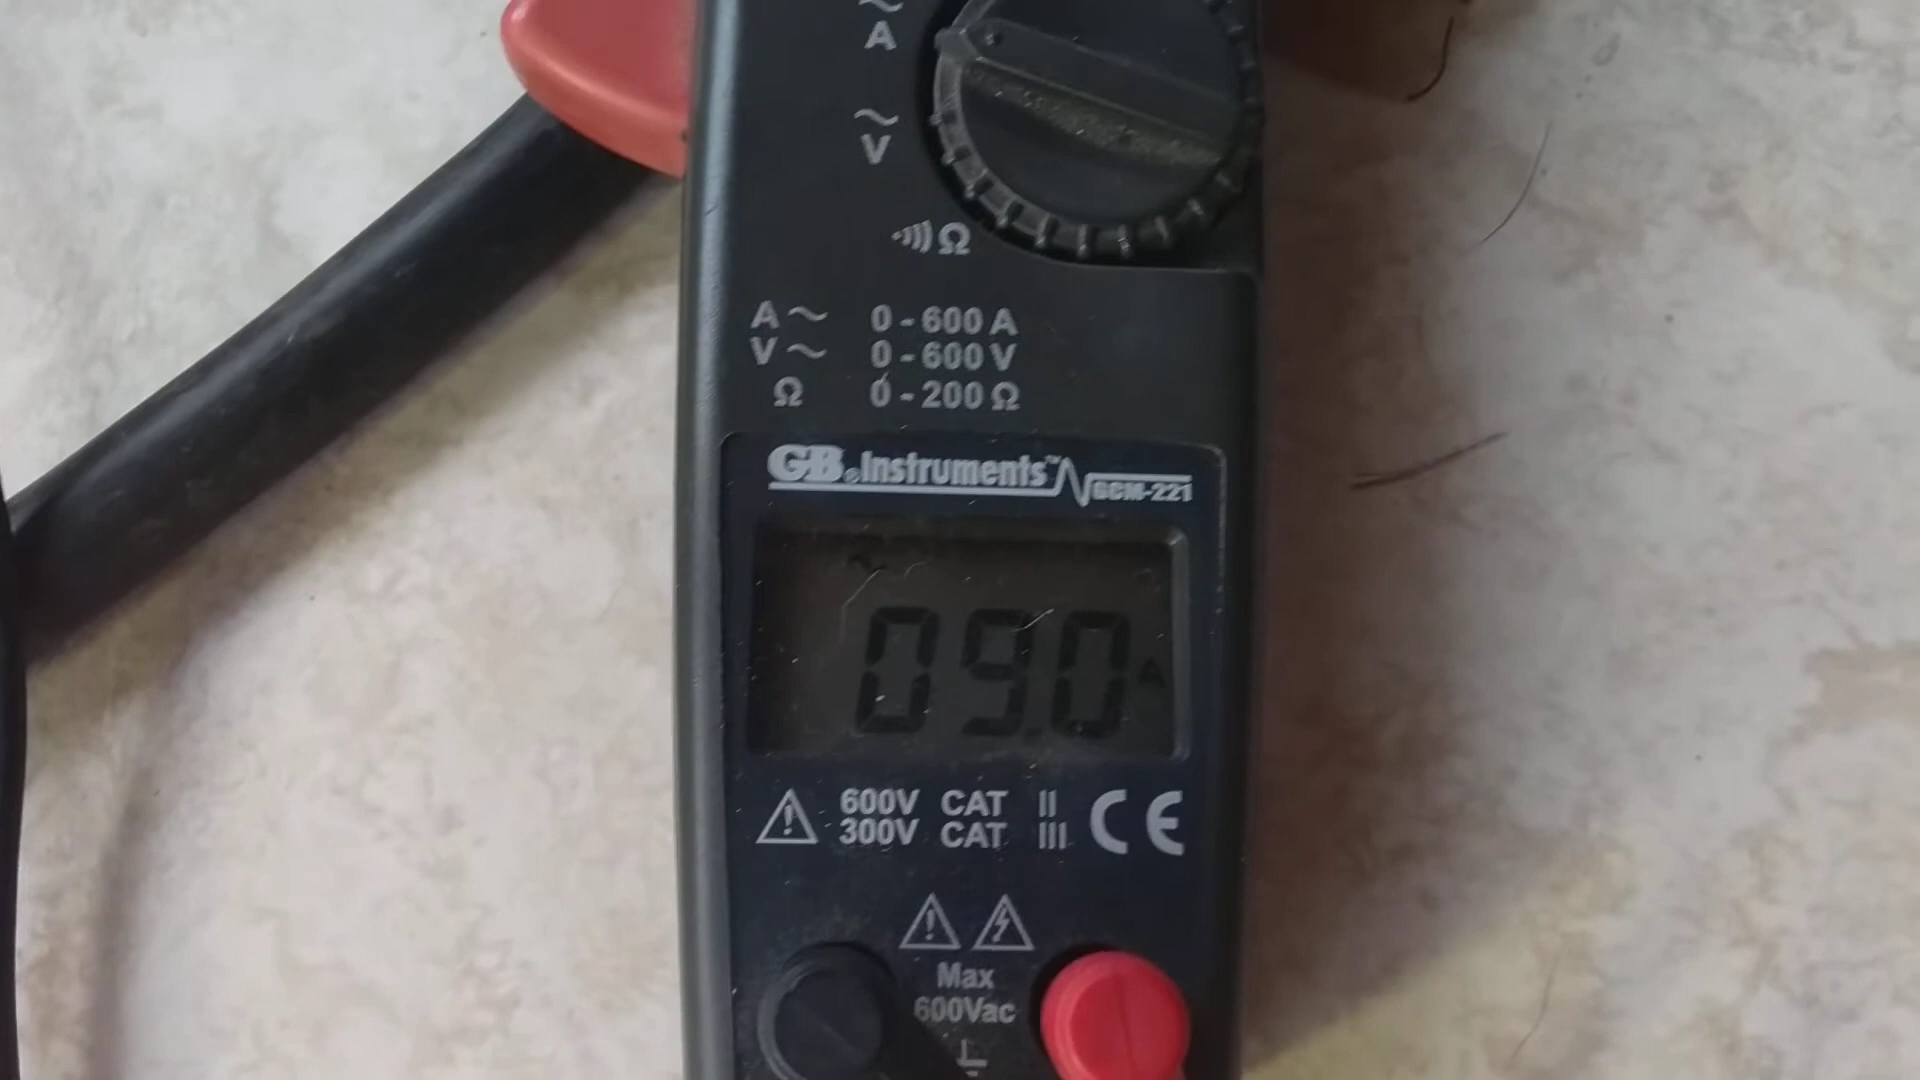 ~
A
~
V
Ω
A ~ 0 - 600 A
V ~ 0 - 600 V
Ω 0 - 200 Ω
GB® Instruments™ GCM-221
~
09.0 A
600V CAT II CE
300V CAT III
Max
600Vac